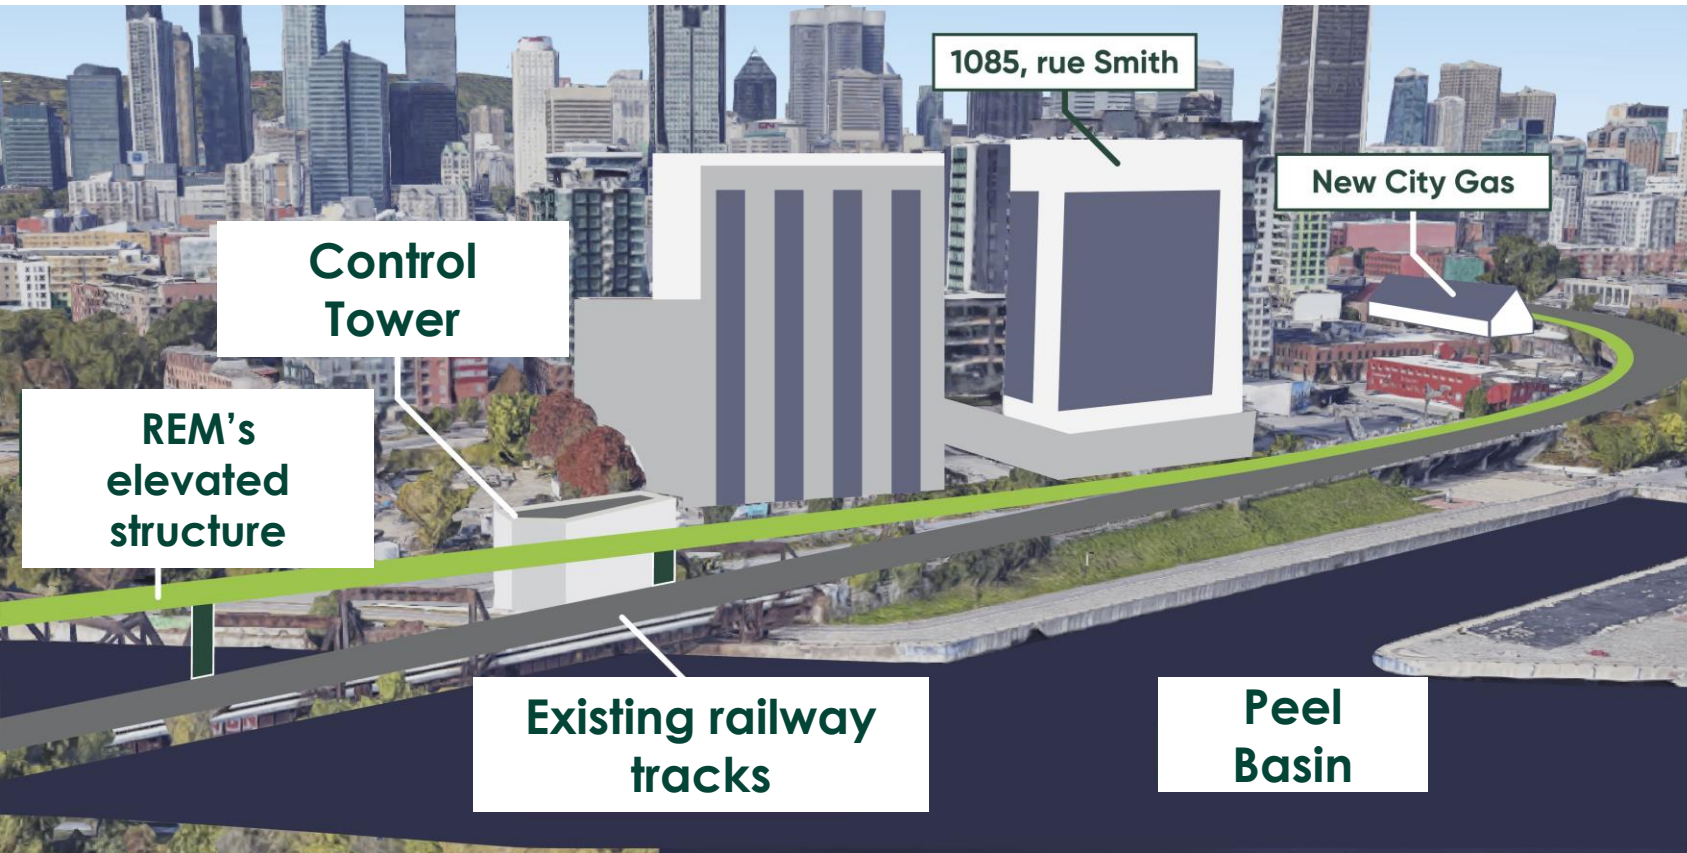 1085, rue Smith
New City Gas
Control
Tower
REM’s
elevated
structure
Existing railway
tracks
Peel
Basin